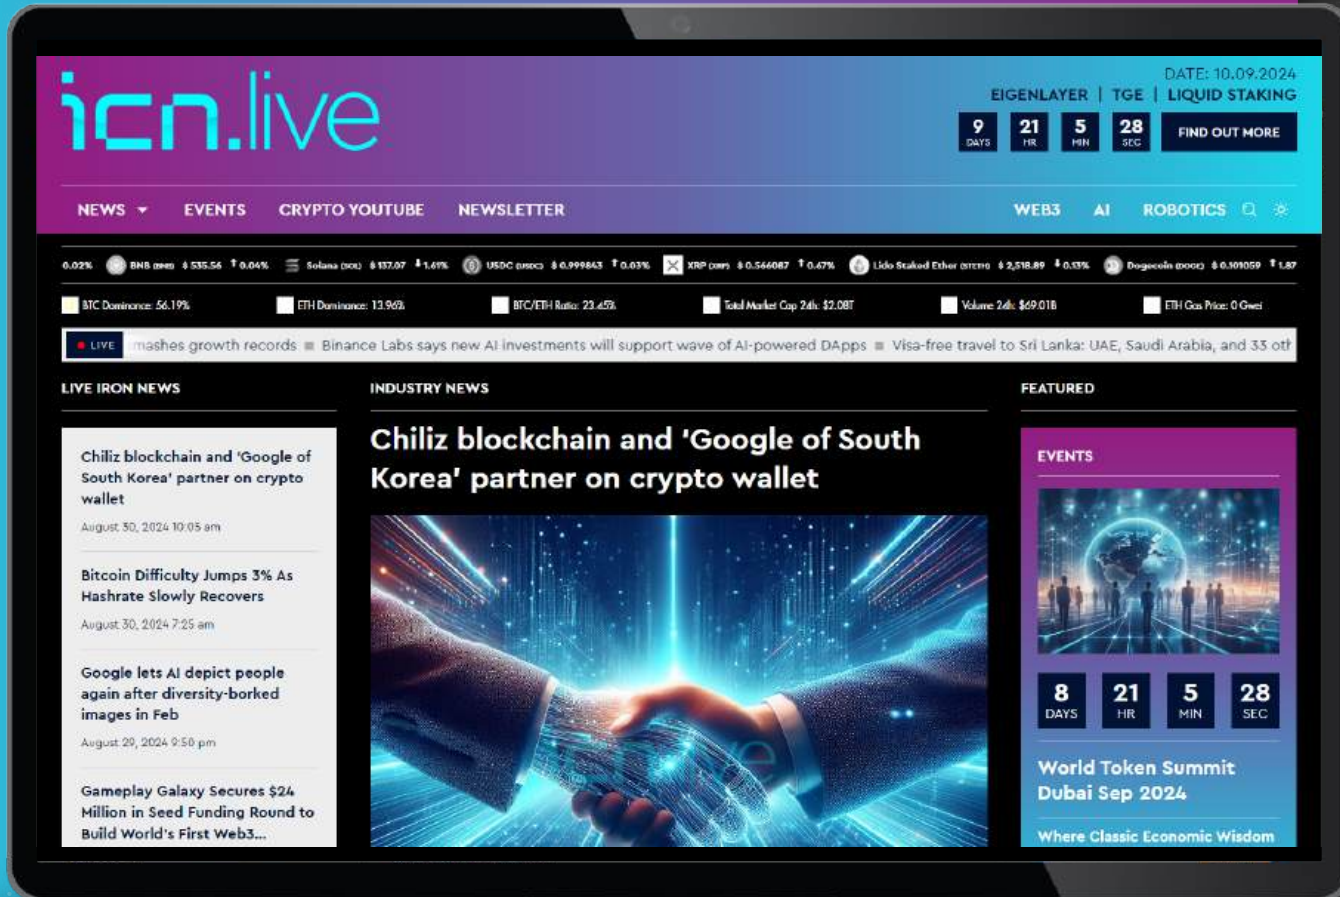 icn.live
DATE: 10.09.2024
EIGENLAYER | TGE | LIQUID STAKING
9 21 5 28 FIND OUT MORE
DAYS HR MIN SEC
NEWS EVENTS CRYPTO YOUTUBE NEWSLETTER WEB3 AI ROBOTICS
0.02% BNB (BNB) $ 535.56 ↑ 0.04% Solana (SOL) $ 137.07 ↓ 1.61% USDC (USDC) $ 0.999843 ↑ 0.03% XRP (XRP) $ 0.566087 ↑ 0.67% Lido Staked Ether (STETH) $ 2,518.89 ↓ 0.13% Dogecoin (DOGE) $ 0.101059 ↑ 1.87
BTC Dominance: 56.19% ETH Dominance: 13.96% BTC/ETH Ratio: 23.45% Total Market Cap 24h: $2.08T Volume 24h: $69.01B ETH Gas Price: 0 Gwei
LIVE mashes growth records Binance Labs says new AI investments will support wave of AI-powered DApps Visa-free travel to Sri Lanka: UAE, Saudi Arabia, and 33 oth
LIVE IRON NEWS
Chiliz blockchain and ‘Google of
South Korea’ partner on crypto
wallet
August 30, 2024 10:05 am
Bitcoin Difficulty Jumps 3% As
Hashrate Slowly Recovers
August 30, 2024 7:25 am
Google lets AI depict people
again after diversity-borked
images in Feb
August 29, 2024 9:50 pm
Gameplay Galaxy Secures $24
Million in Seed Funding Round to
Build World's First Web3...
INDUSTRY NEWS
Chiliz blockchain and ‘Google of South
Korea’ partner on crypto wallet
icn.live
FEATURED
EVENTS
8 21 5 28
DAYS HR MIN SEC
World Token Summit
Dubai Sep 2024
Where Classic Economic Wisdom